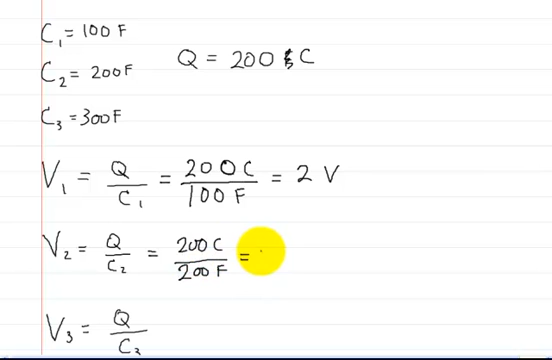 C₁ = 100 F
Q = 200 C
C₂ = 200 F
C₃ = 300 F
V₁ = Q/C₁ = 200 C/100 F = 2 V
V₂ = Q/C₂ = 200 C/200 F =
V₃ = Q/C₃